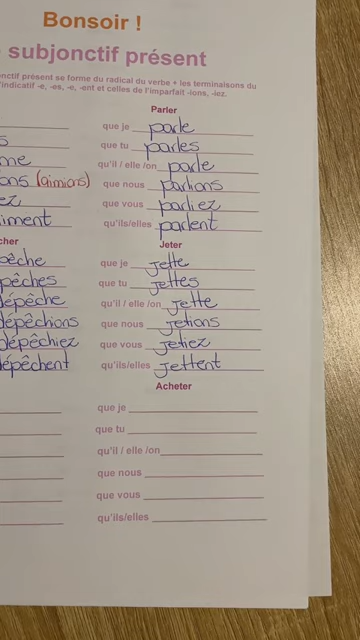 Bonsoir !
subjonctif présent
onctif présent se forme du radical du verbe + les terminaisons du
l'indicatif -e, -es, -e, -ent et celles de l'imparfait -ions, -iez.
Parler
que je parle
s que tu parles
me qu'il / elle /on parle
ons (aimions) que nous parlions
ez que vous parliez
iment qu'ils/elles parlent
cher Jeter
pêche que je jette
pêches que tu jettes
dépêche qu'il / elle /on jette
dépêchions que nous jetions
dépêchiez que vous jetiez
dépêchent qu'ils/elles jettent
Acheter
que je
que tu
qu'il / elle /on
que nous
que vous
qu'ils/elles